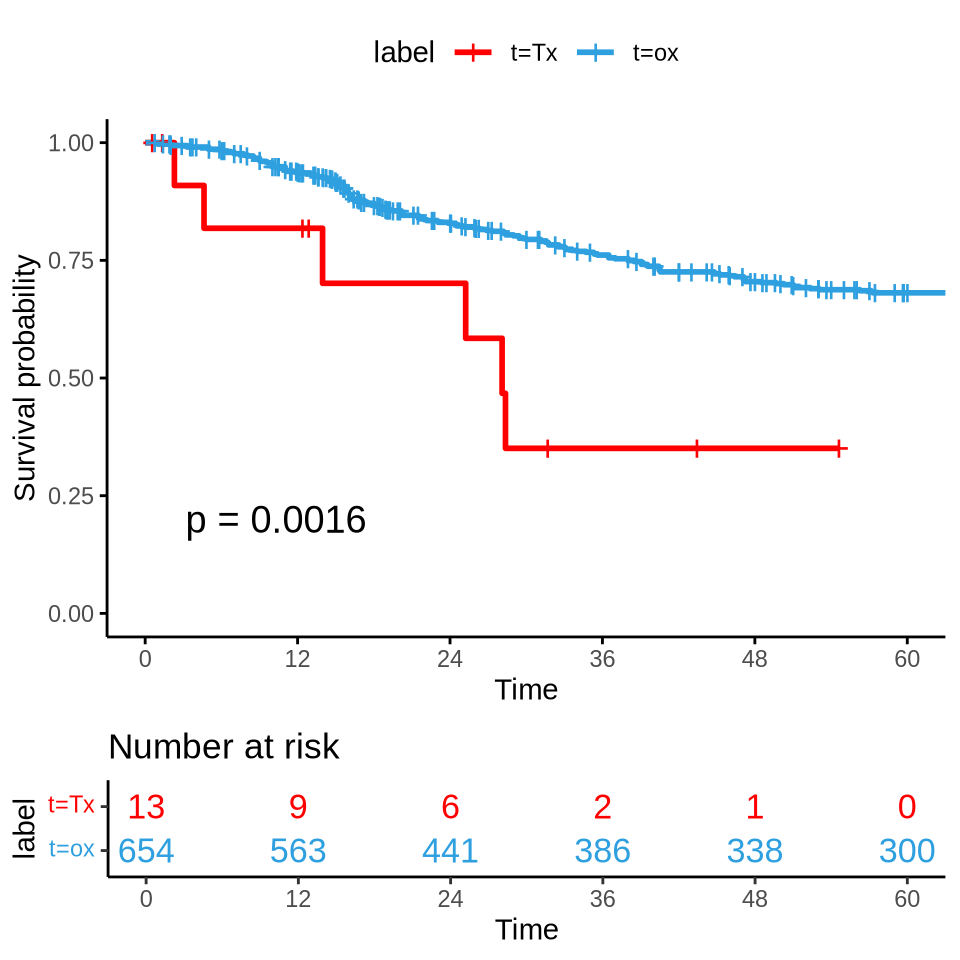 label t=Tx t=ox
1.00
0.75
0.50
0.25
0.00
Survival probability
p = 0.0016
0 12 24 36 48 60
Time
Number at risk
label
t=Tx 13 9 6 2 1 0
t=ox 654 563 441 386 338 300
0 12 24 36 48 60
Time